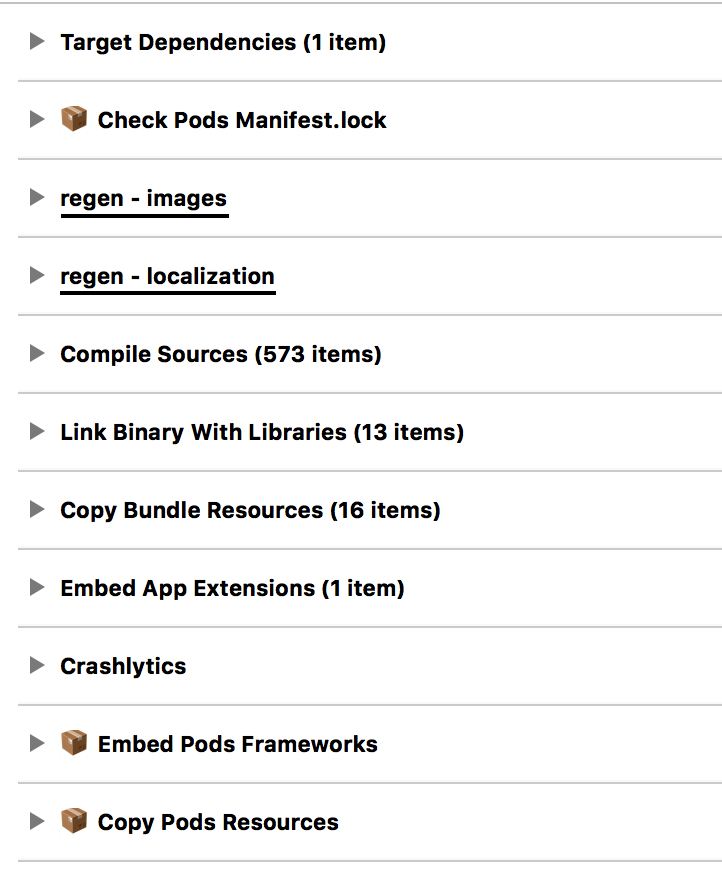 Target Dependencies (1 item)
📦 Check Pods Manifest.lock
regen - images
regen - localization
Compile Sources (573 items)
Link Binary With Libraries (13 items)
Copy Bundle Resources (16 items)
Embed App Extensions (1 item)
Crashlytics
📦 Embed Pods Frameworks
📦 Copy Pods Resources